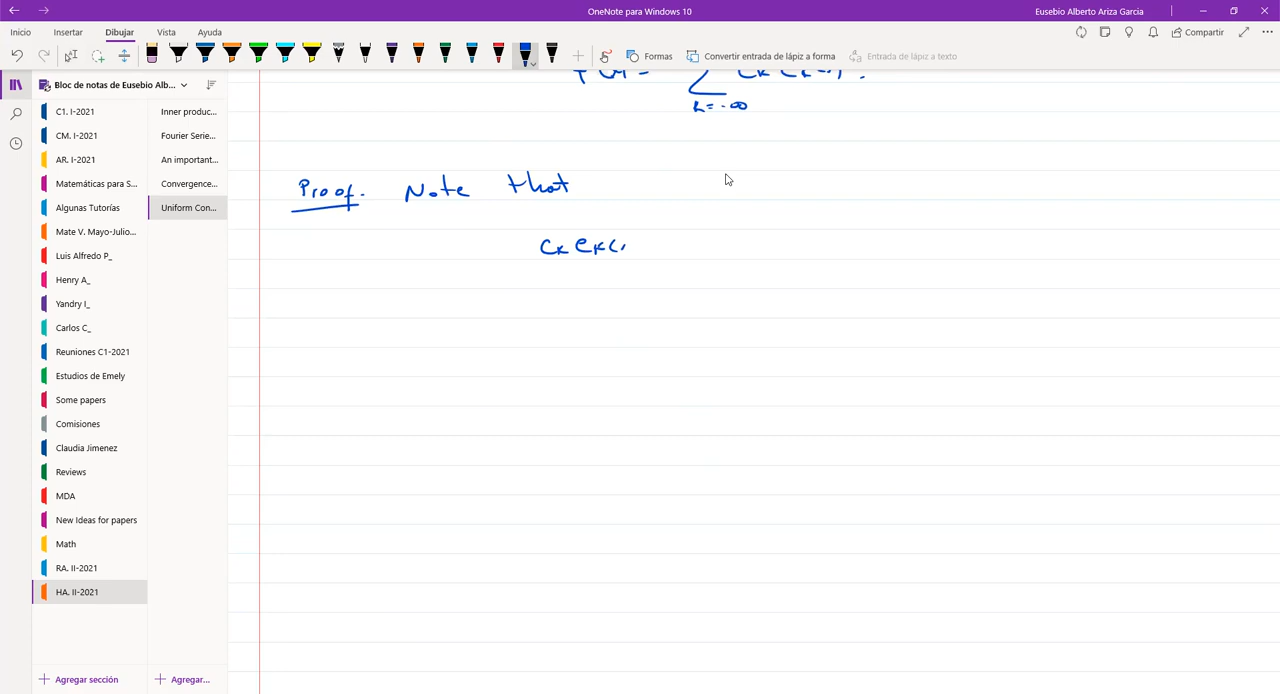 OneNote para Windows 10
Eusebio Alberto Ariza Garcia
Inicio Insertar Dibujar Vista Ayuda
Compartir
Formas Convertir entrada de lápiz a forma Entrada de lápiz a texto
Bloc de notas de Eusebio Alb...
C1. I-2021
CM. I-2021
AR. I-2021
Matemáticas para S...
Algunas Tutorías
Mate V. Mayo-Julio...
Luis Alfredo P_
Henry A_
Yandry I_
Carlos C_
Reuniones C1-2021
Estudios de Emely
Some papers
Comisiones
Claudia Jimenez
Reviews
MDA
New Ideas for papers
Math
RA. II-2021
HA. II-2021
Agregar sección
Inner produc...
Fourier Serie...
An important...
Convergence...
Uniform Con...
Agregar...
k=-∞
Proof. Note that
ck ek(